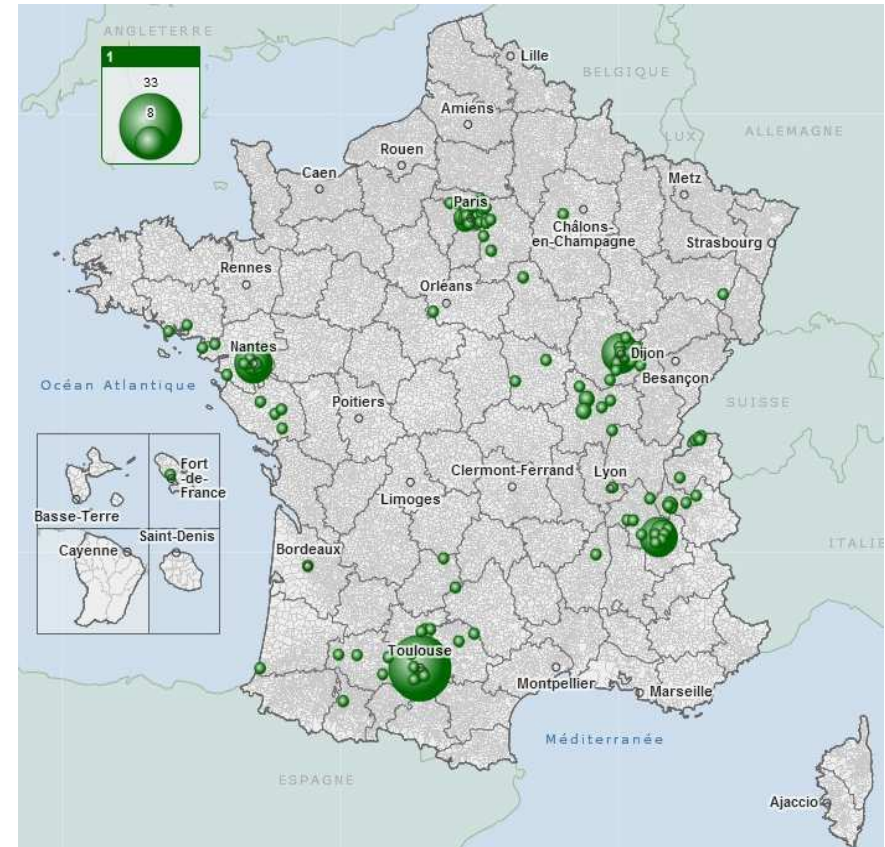 ANGLETERRE
1
33
8
Lille
BELGIQUE
Amiens
LUX
ALLEMAGNE
Rouen
Caen
Metz
Paris
Châlons-
en-Champagne
Strasbourg
Rennes
Orléans
Nantes
Dijon
Besançon
Océan Atlantique
Poitiers
SUISSE
Fort
-de-
France
Basse-Terre
Clermont-Ferrand
Lyon
Limoges
Saint-Denis
Cayenne
Bordeaux
ITALIE
Toulouse
Montpellier
Marseille
Méditerranée
ESPAGNE
Ajaccio